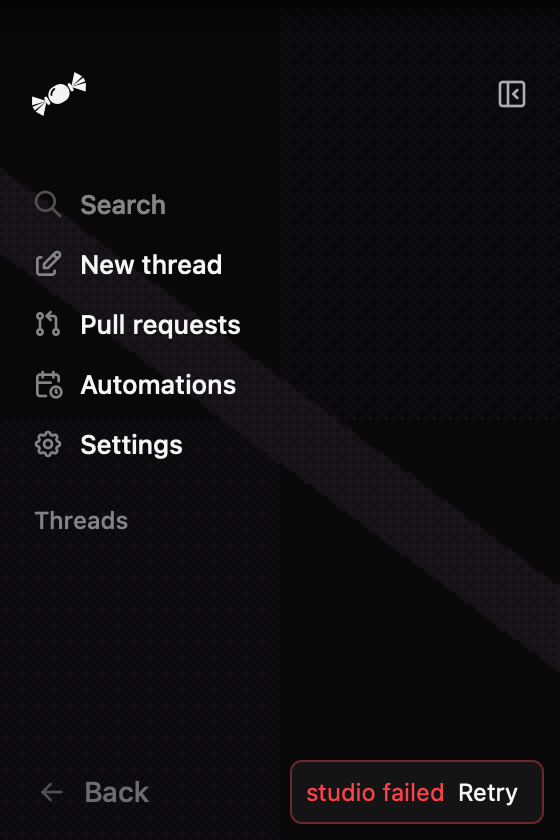 Search
New thread
Pull requests
Automations
Settings
Threads
Back
studio failed Retry